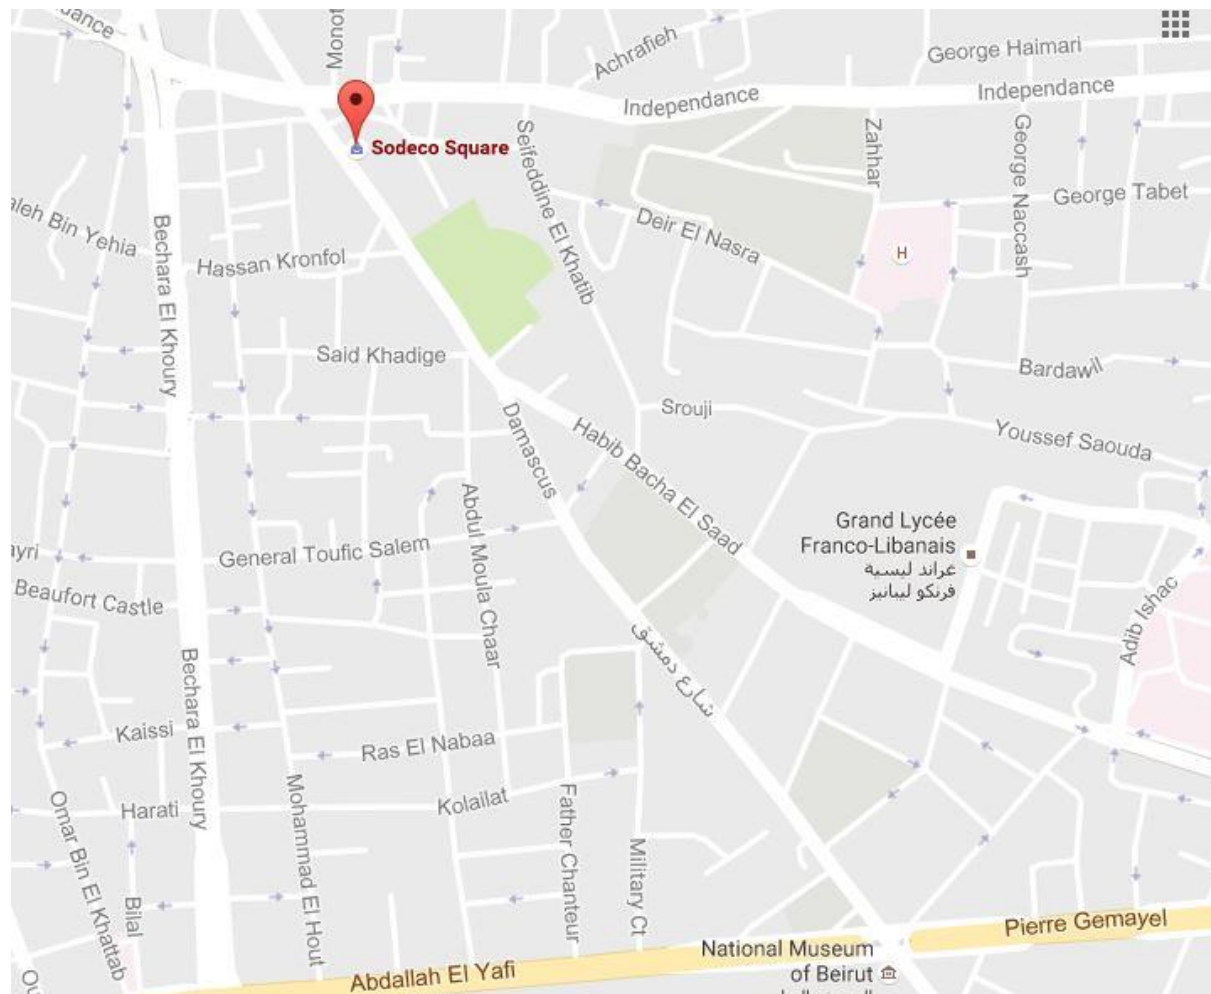 Monot
Achrafieh
George Haimari
Independance
Independance
Sodeco Square
Seifeddine El Khatib
Zahhar
George Naccash
George Tabet
aleh Bin Yehia
Bechara El Khoury
Hassan Kronfol
Deir El Nasra
H
Said Khadige
Bardawil
Srouji
Damascus
Habib Bacha El Saad
Youssef Saouda
Abdul Moula Chaar
Grand Lycée
Franco-Libanais
غراند ليسية
فرنكو ليبانيز
ayri
General Toufic Salem
Beaufort Castle
Adib Ishac
شارع دمشق
Bechara El Khoury
Kaissi
Ras El Nabaa
Harati
Kolailat
Omar Bin El Khattab
Bilal
Mohammad El Hout
Father Chanteur
Military Ct
Pierre Gemayel
National Museum
of Beirut
Abdallah El Yafi